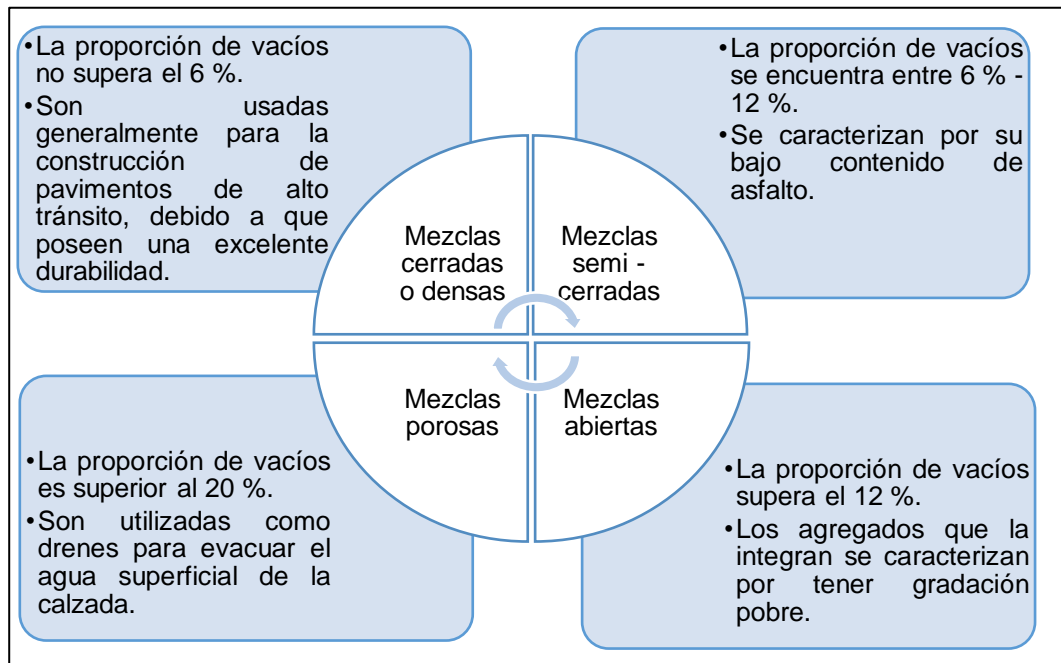 •La proporción de vacíos
no supera el 6 %.
•Son usadas
generalmente para la
construcción de
pavimentos de alto
tránsito, debido a que
poseen una excelente
durabilidad.
•La proporción de vacíos
se encuentra entre 6 % -
12 %.
•Se caracterizan por su
bajo contenido de
asfalto.
Mezclas
cerradas
o densas
Mezclas
semi -
cerradas
Mezclas
porosas
Mezclas
abiertas
•La proporción de vacíos
es superior al 20 %.
•Son utilizadas como
drenes para evacuar el
agua superficial de la
calzada.
•La proporción de vacíos
supera el 12 %.
•Los agregados que la
integran se caracterizan
por tener gradación
pobre.